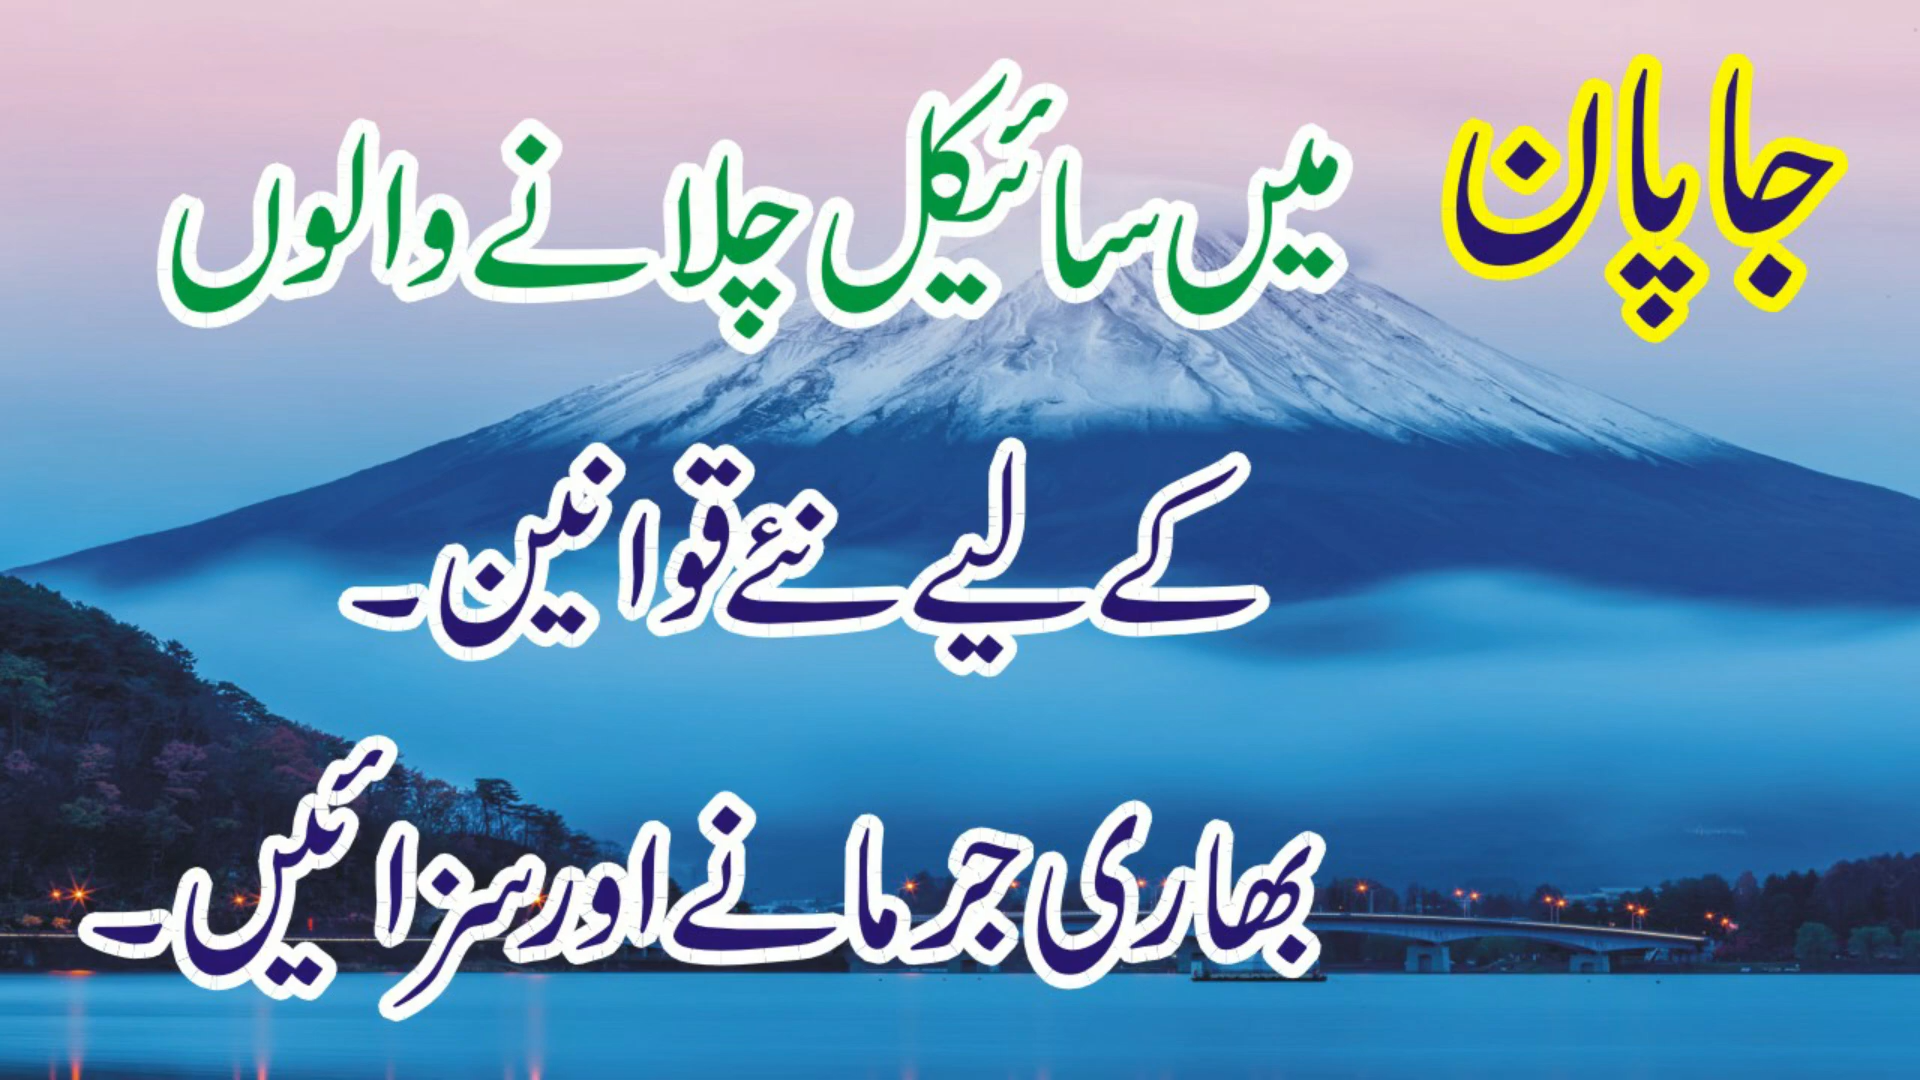 جاپان میں سائیکل چلانے والوں
کے لیے نئے قوانین۔
بھاری جرمانے اور سزائیں۔